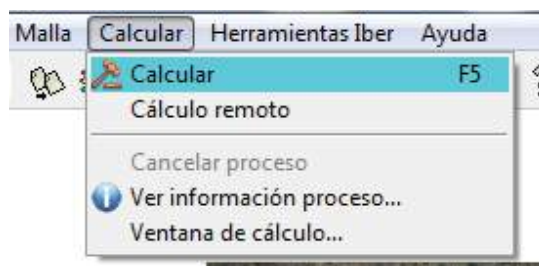 Malla Calcular Herramientas Iber Ayuda
Calcular F5
Cálculo remoto
Cancelar proceso
Ver información proceso...
Ventana de cálculo...